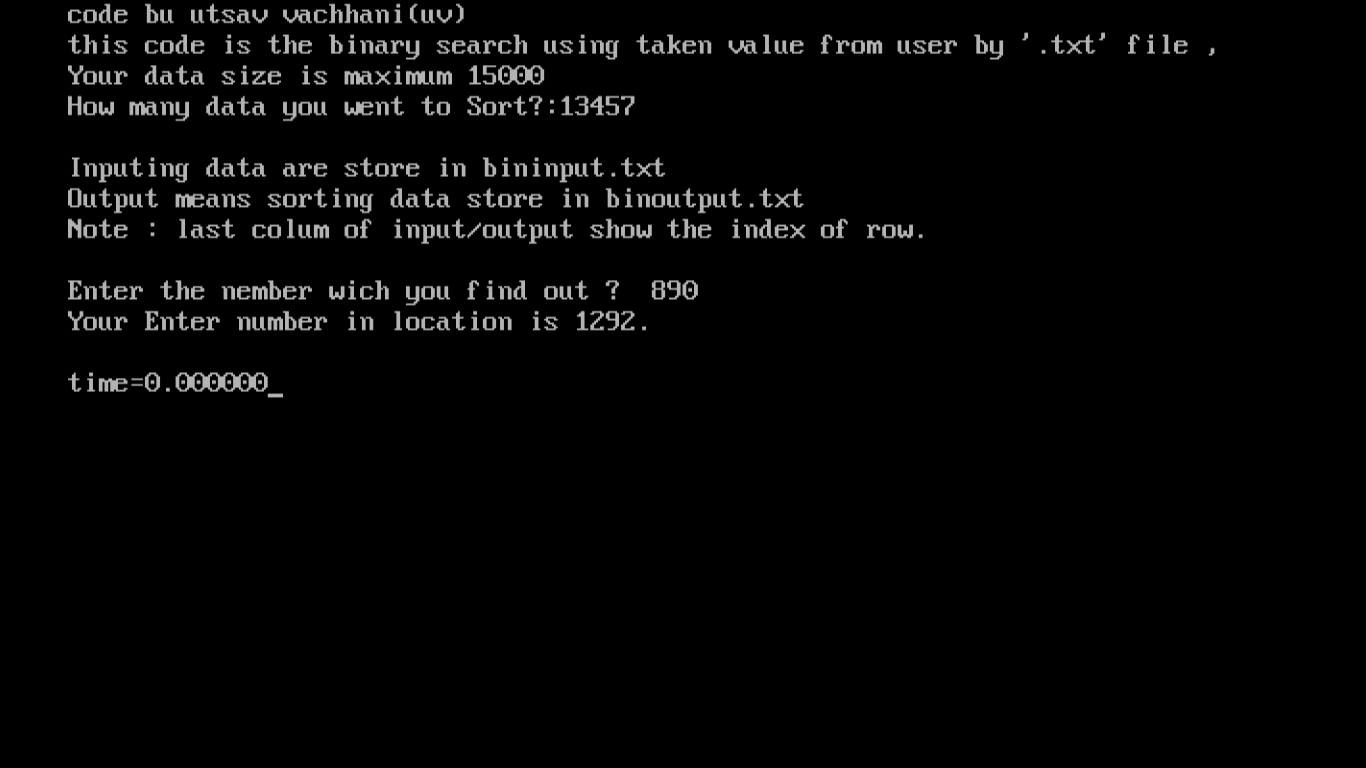 code bu utsav vachhani(uv)
this code is the binary search using taken value from user by '.txt' file ,
Your data size is maximum 15000
How many data you went to Sort?:13457
Inputing data are store in bininput.txt
Output means sorting data store in binoutput.txt
Note : last colum of input/output show the index of row.
Enter the nember wich you find out ?  890
Your Enter number in location is 1292.
time=0.000000_